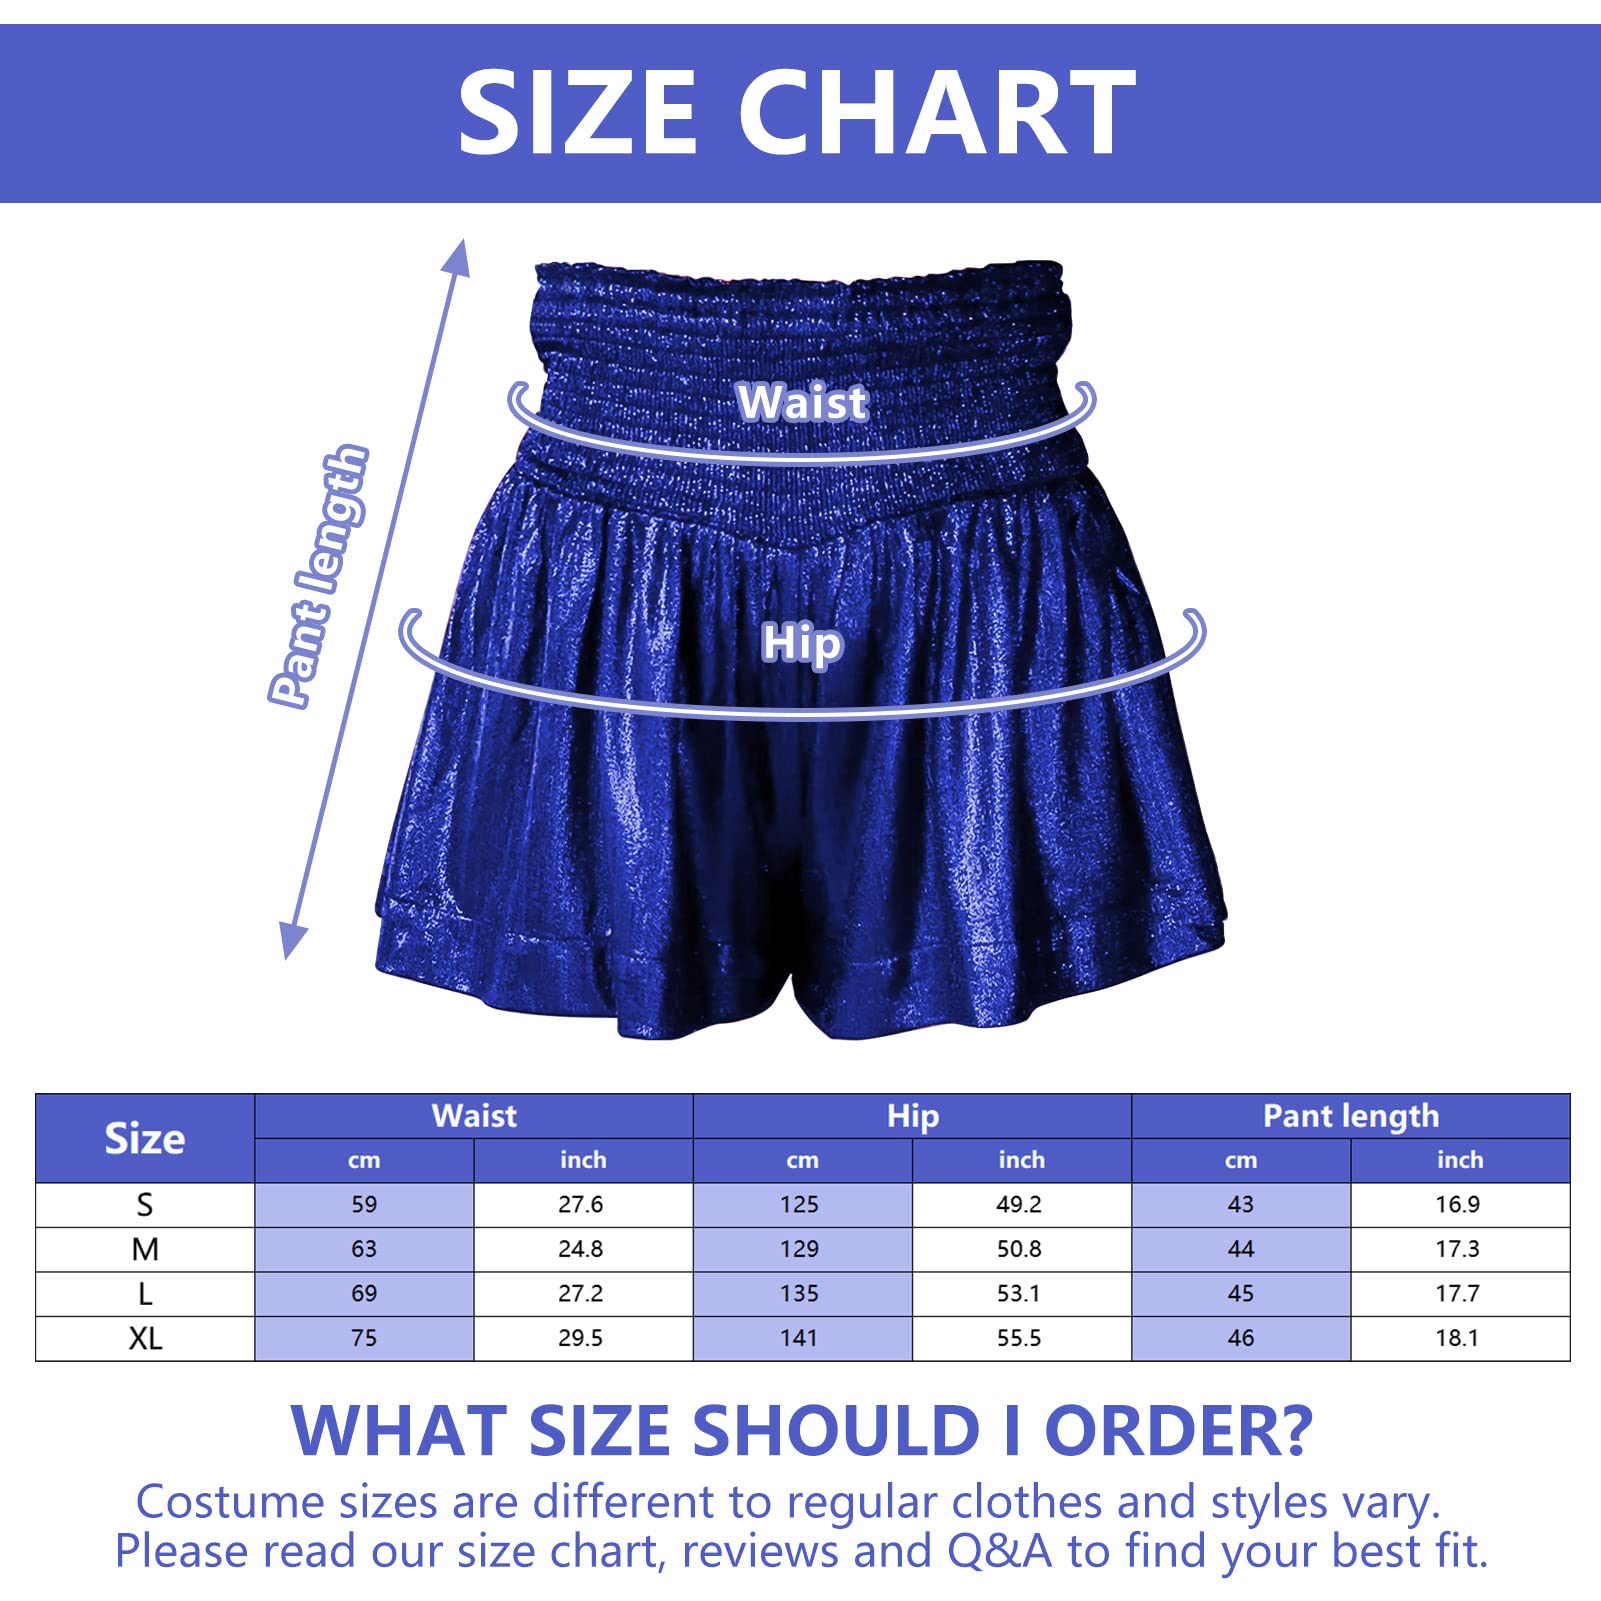 SIZE CHART
Waist
Pant length
Hip
Size Waist Hip Pant length
cm inch cm inch cm inch
S 59 27.6 125 49.2 43 16.9
M 63 24.8 129 50.8 44 17.3
L 69 27.2 135 53.1 45 17.7
XL 75 29.5 141 55.5 46 18.1
WHAT SIZE SHOULD I ORDER?
Costume sizes are different to regular clothes and styles vary.
Please read our size chart, reviews and Q&A to find your best fit.